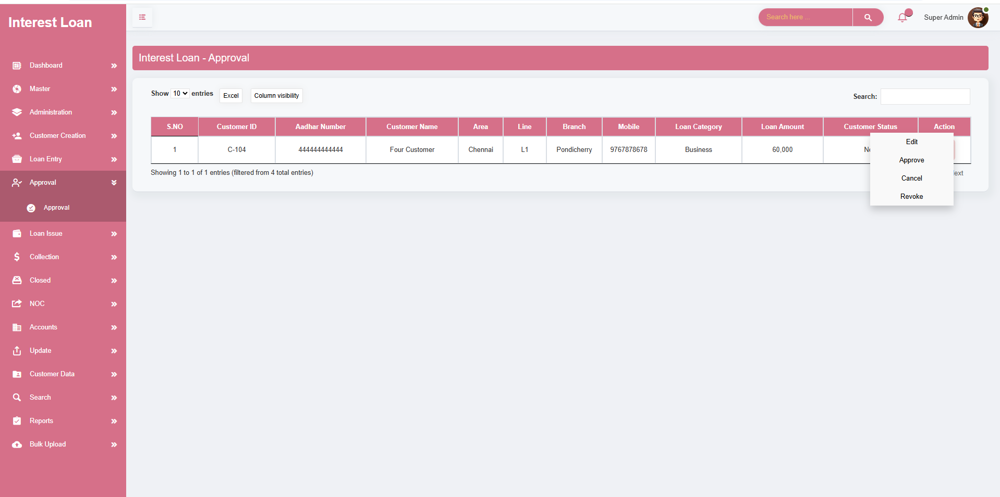 Interest Loan
Search here ...
Super Admin
Dashboard
Master
Administration
Customer Creation
Loan Entry
Approval
Approval
Loan Issue
Collection
Closed
NOC
Accounts
Update
Customer Data
Search
Reports
Bulk Upload
Interest Loan - Approval
Show 10 entries Excel Column visibility Search:
S.NO Customer ID Aadhar Number Customer Name Area Line Branch Mobile Loan Category Loan Amount Customer Status Action
1 C-104 444444444444 Four Customer Chennai L1 Pondicherry 9767878678 Business 60,000
Showing 1 to 1 of 1 entries (filtered from 4 total entries)
Edit
Approve
Cancel
Revoke